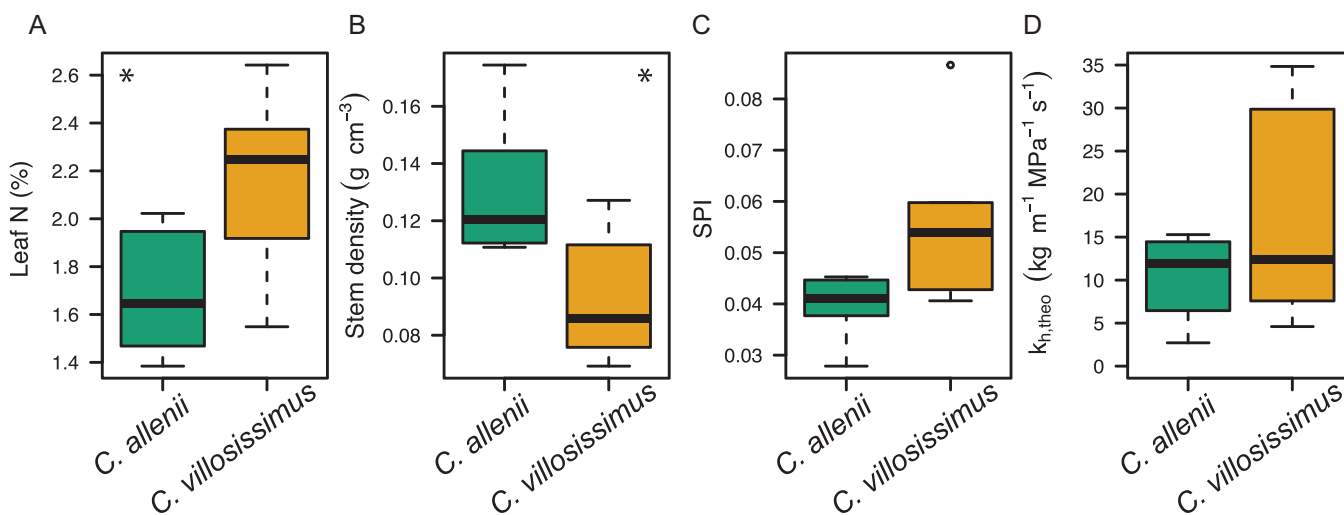 A
Leaf N (%)
2.6
2.4
2.2
2.0
1.8
1.6
1.4
*
C. allenii
C. villosissimus
B
Stem density (g cm⁻³)
0.16
0.14
0.12
0.10
0.08
*
C. allenii
C. villosissimus
C
SPI
0.08
0.07
0.06
0.05
0.04
0.03
C. allenii
C. villosissimus
D
k_h,theo (kg m⁻¹ MPa⁻¹ s⁻¹)
35
30
25
20
15
10
5
0
C. allenii
C. villosissimus